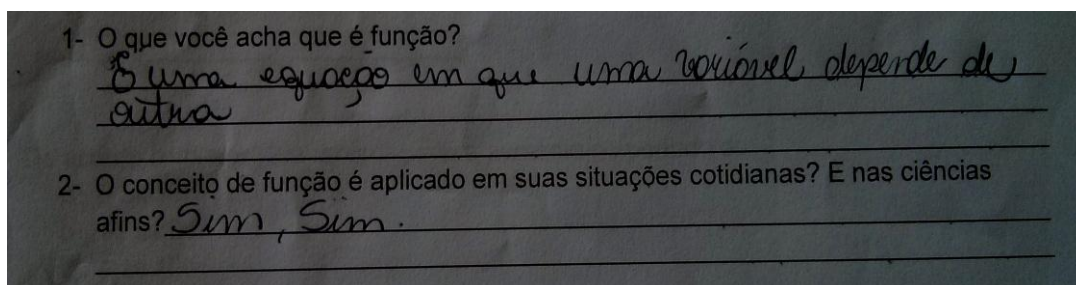 1- O que você acha que é função?
É uma equação em que uma variável depende de
outra
2- O conceito de função é aplicado em suas situações cotidianas? E nas ciências
afins? Sim, Sim.